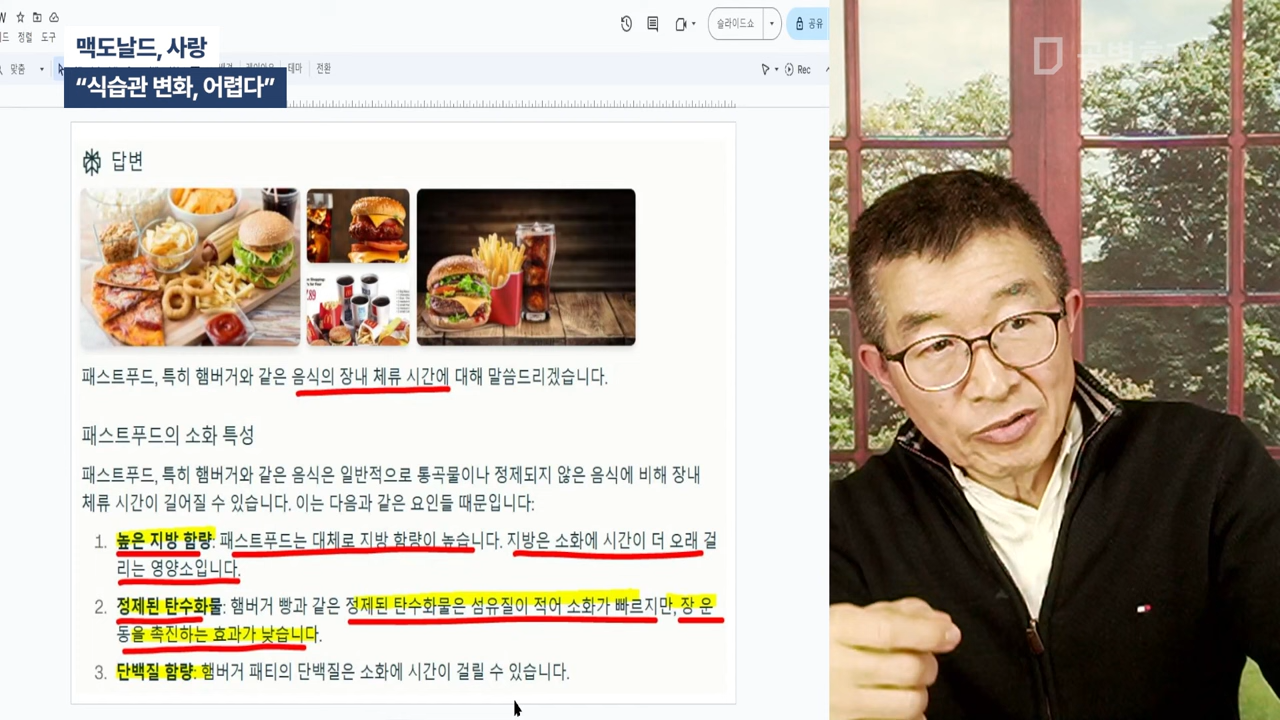 정렬 도구
슬라이드쇼
공유
맞춤
테마
전환
Rec
맥도날드, 사랑
“식습관 변화, 어렵다”
답변
패스트푸드, 특히 햄버거와 같은 음식의 장내 체류 시간에 대해 말씀드리겠습니다.
패스트푸드의 소화 특성
패스트푸드, 특히 햄버거와 같은 음식은 일반적으로 통곡물이나 정제되지 않은 음식에 비해 장내
체류 시간이 길어질 수 있습니다. 이는 다음과 같은 요인들 때문입니다:
1. 높은 지방 함량: 패스트푸드는 대체로 지방 함량이 높습니다. 지방은 소화에 시간이 더 오래 걸
리는 영양소입니다.
2. 정제된 탄수화물: 햄버거 빵과 같은 정제된 탄수화물은 섬유질이 적어 소화가 빠르지만, 장 운
동을 촉진하는 효과가 낮습니다.
3. 단백질 함량: 햄버거 패티의 단백질은 소화에 시간이 걸릴 수 있습니다.